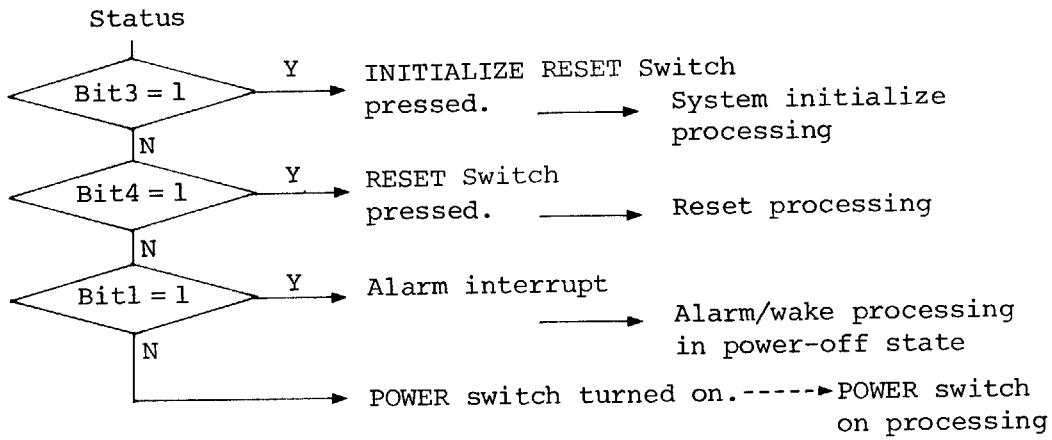 Status
Bit3 = 1
Y
INITIALIZE RESET Switch
pressed.
System initialize
processing
N
Bit4 = 1
Y
RESET Switch
pressed.
Reset processing
N
Bit1 = 1
Y
Alarm interrupt
Alarm/wake processing
in power-off state
N
POWER switch turned on.
POWER switch
on processing